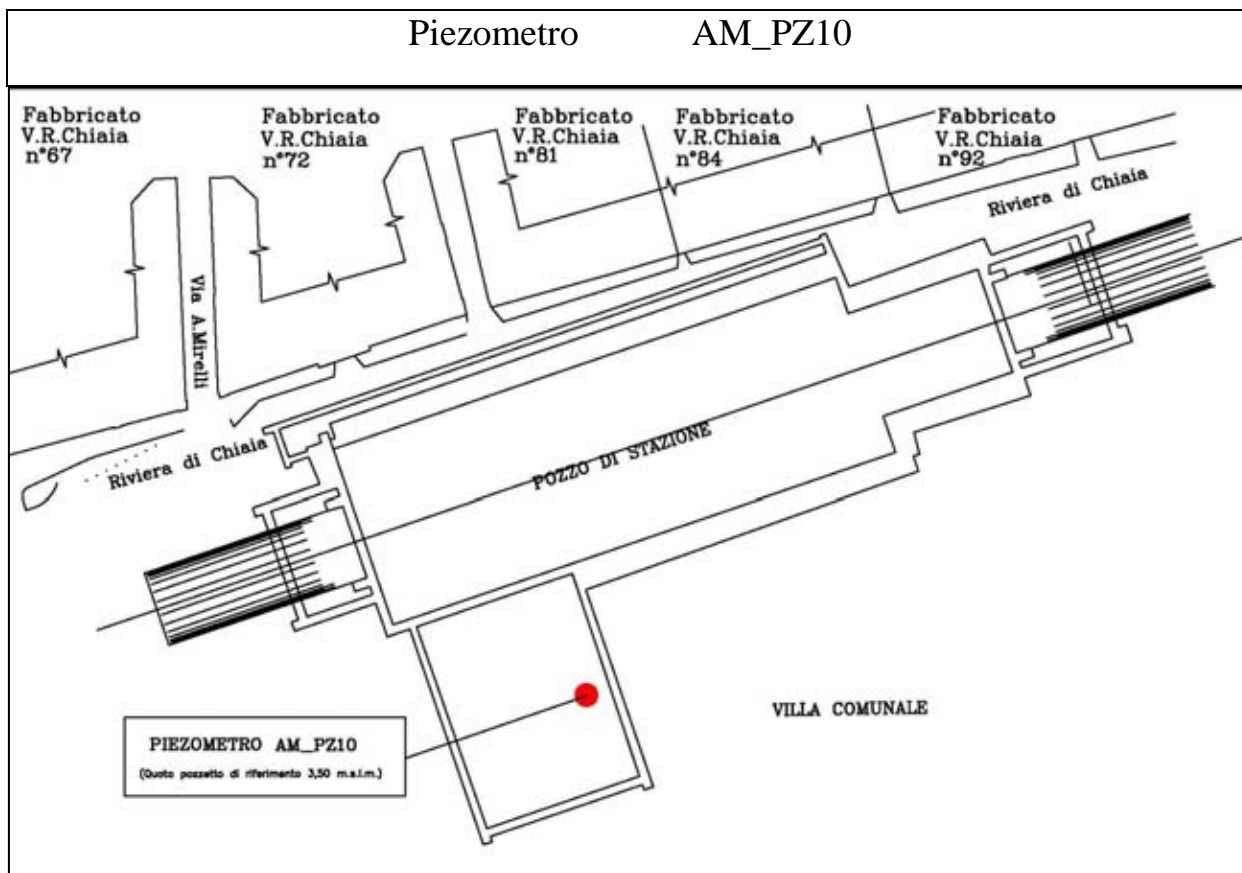 Piezometro AM_PZ10
Fabbricato
V.R.Chiaia
n°67
Fabbricato
V.R.Chiaia
n°72
Fabbricato
V.R.Chiaia
n°81
Fabbricato
V.R.Chiaia
n°84
Fabbricato
V.R.Chiaia
n°92
Riviera di Chiaia
Via A.Mirelli
Riviera di Chiaia
POZZO DI STAZIONE
VILLA COMUNALE
PIEZOMETRO AM_PZ10
(Quota pozzetto di riferimento 3,50 m.s.l.m.)